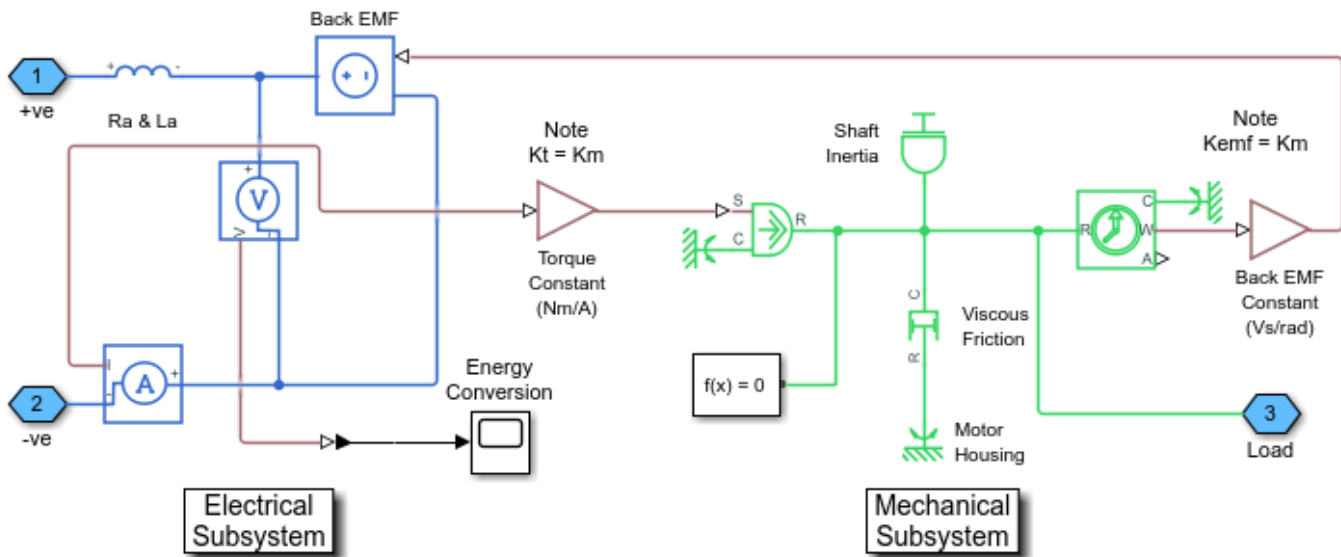 Back EMF
1
+ -
+ -
+ve
Ra & La
Note
Kt = Km
Shaft
Inertia
Note
Kemf = Km
+
V
-
V
S
R
C
C
R
W
A
Torque
Constant
(Nm/A)
Back EMF
Constant
(Vs/rad)
C
Viscous
Friction
R
I
A
+
-
2
-ve
Energy
Conversion
f(x) = 0
3
Load
Motor
Housing
Electrical
Subsystem
Mechanical
Subsystem